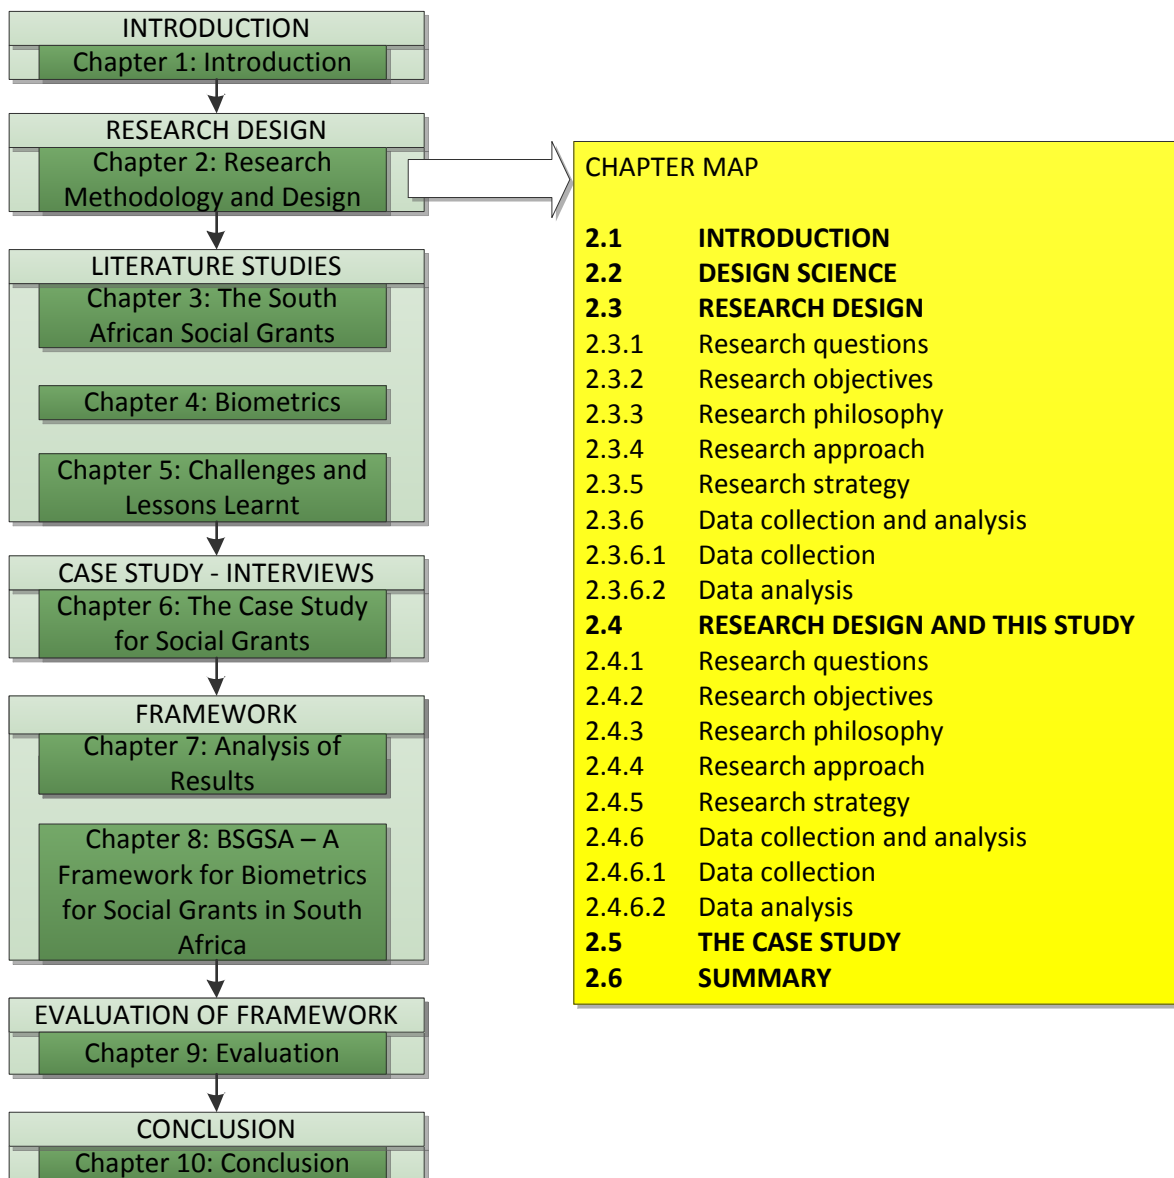 INTRODUCTION
Chapter 1: Introduction
RESEARCH DESIGN
Chapter 2: Research
Methodology and Design
LITERATURE STUDIES
Chapter 3: The South
African Social Grants
Chapter 4: Biometrics
Chapter 5: Challenges and
Lessons Learnt
CASE STUDY - INTERVIEWS
Chapter 6: The Case Study
for Social Grants
FRAMEWORK
Chapter 7: Analysis of
Results
Chapter 8: BSGSA – A
Framework for Biometrics
for Social Grants in South
Africa
EVALUATION OF FRAMEWORK
Chapter 9: Evaluation
CONCLUSION
Chapter 10: Conclusion
CHAPTER MAP
2.1 INTRODUCTION
2.2 DESIGN SCIENCE
2.3 RESEARCH DESIGN
2.3.1 Research questions
2.3.2 Research objectives
2.3.3 Research philosophy
2.3.4 Research approach
2.3.5 Research strategy
2.3.6 Data collection and analysis
2.3.6.1 Data collection
2.3.6.2 Data analysis
2.4 RESEARCH DESIGN AND THIS STUDY
2.4.1 Research questions
2.4.2 Research objectives
2.4.3 Research philosophy
2.4.4 Research approach
2.4.5 Research strategy
2.4.6 Data collection and analysis
2.4.6.1 Data collection
2.4.6.2 Data analysis
2.5 THE CASE STUDY
2.6 SUMMARY